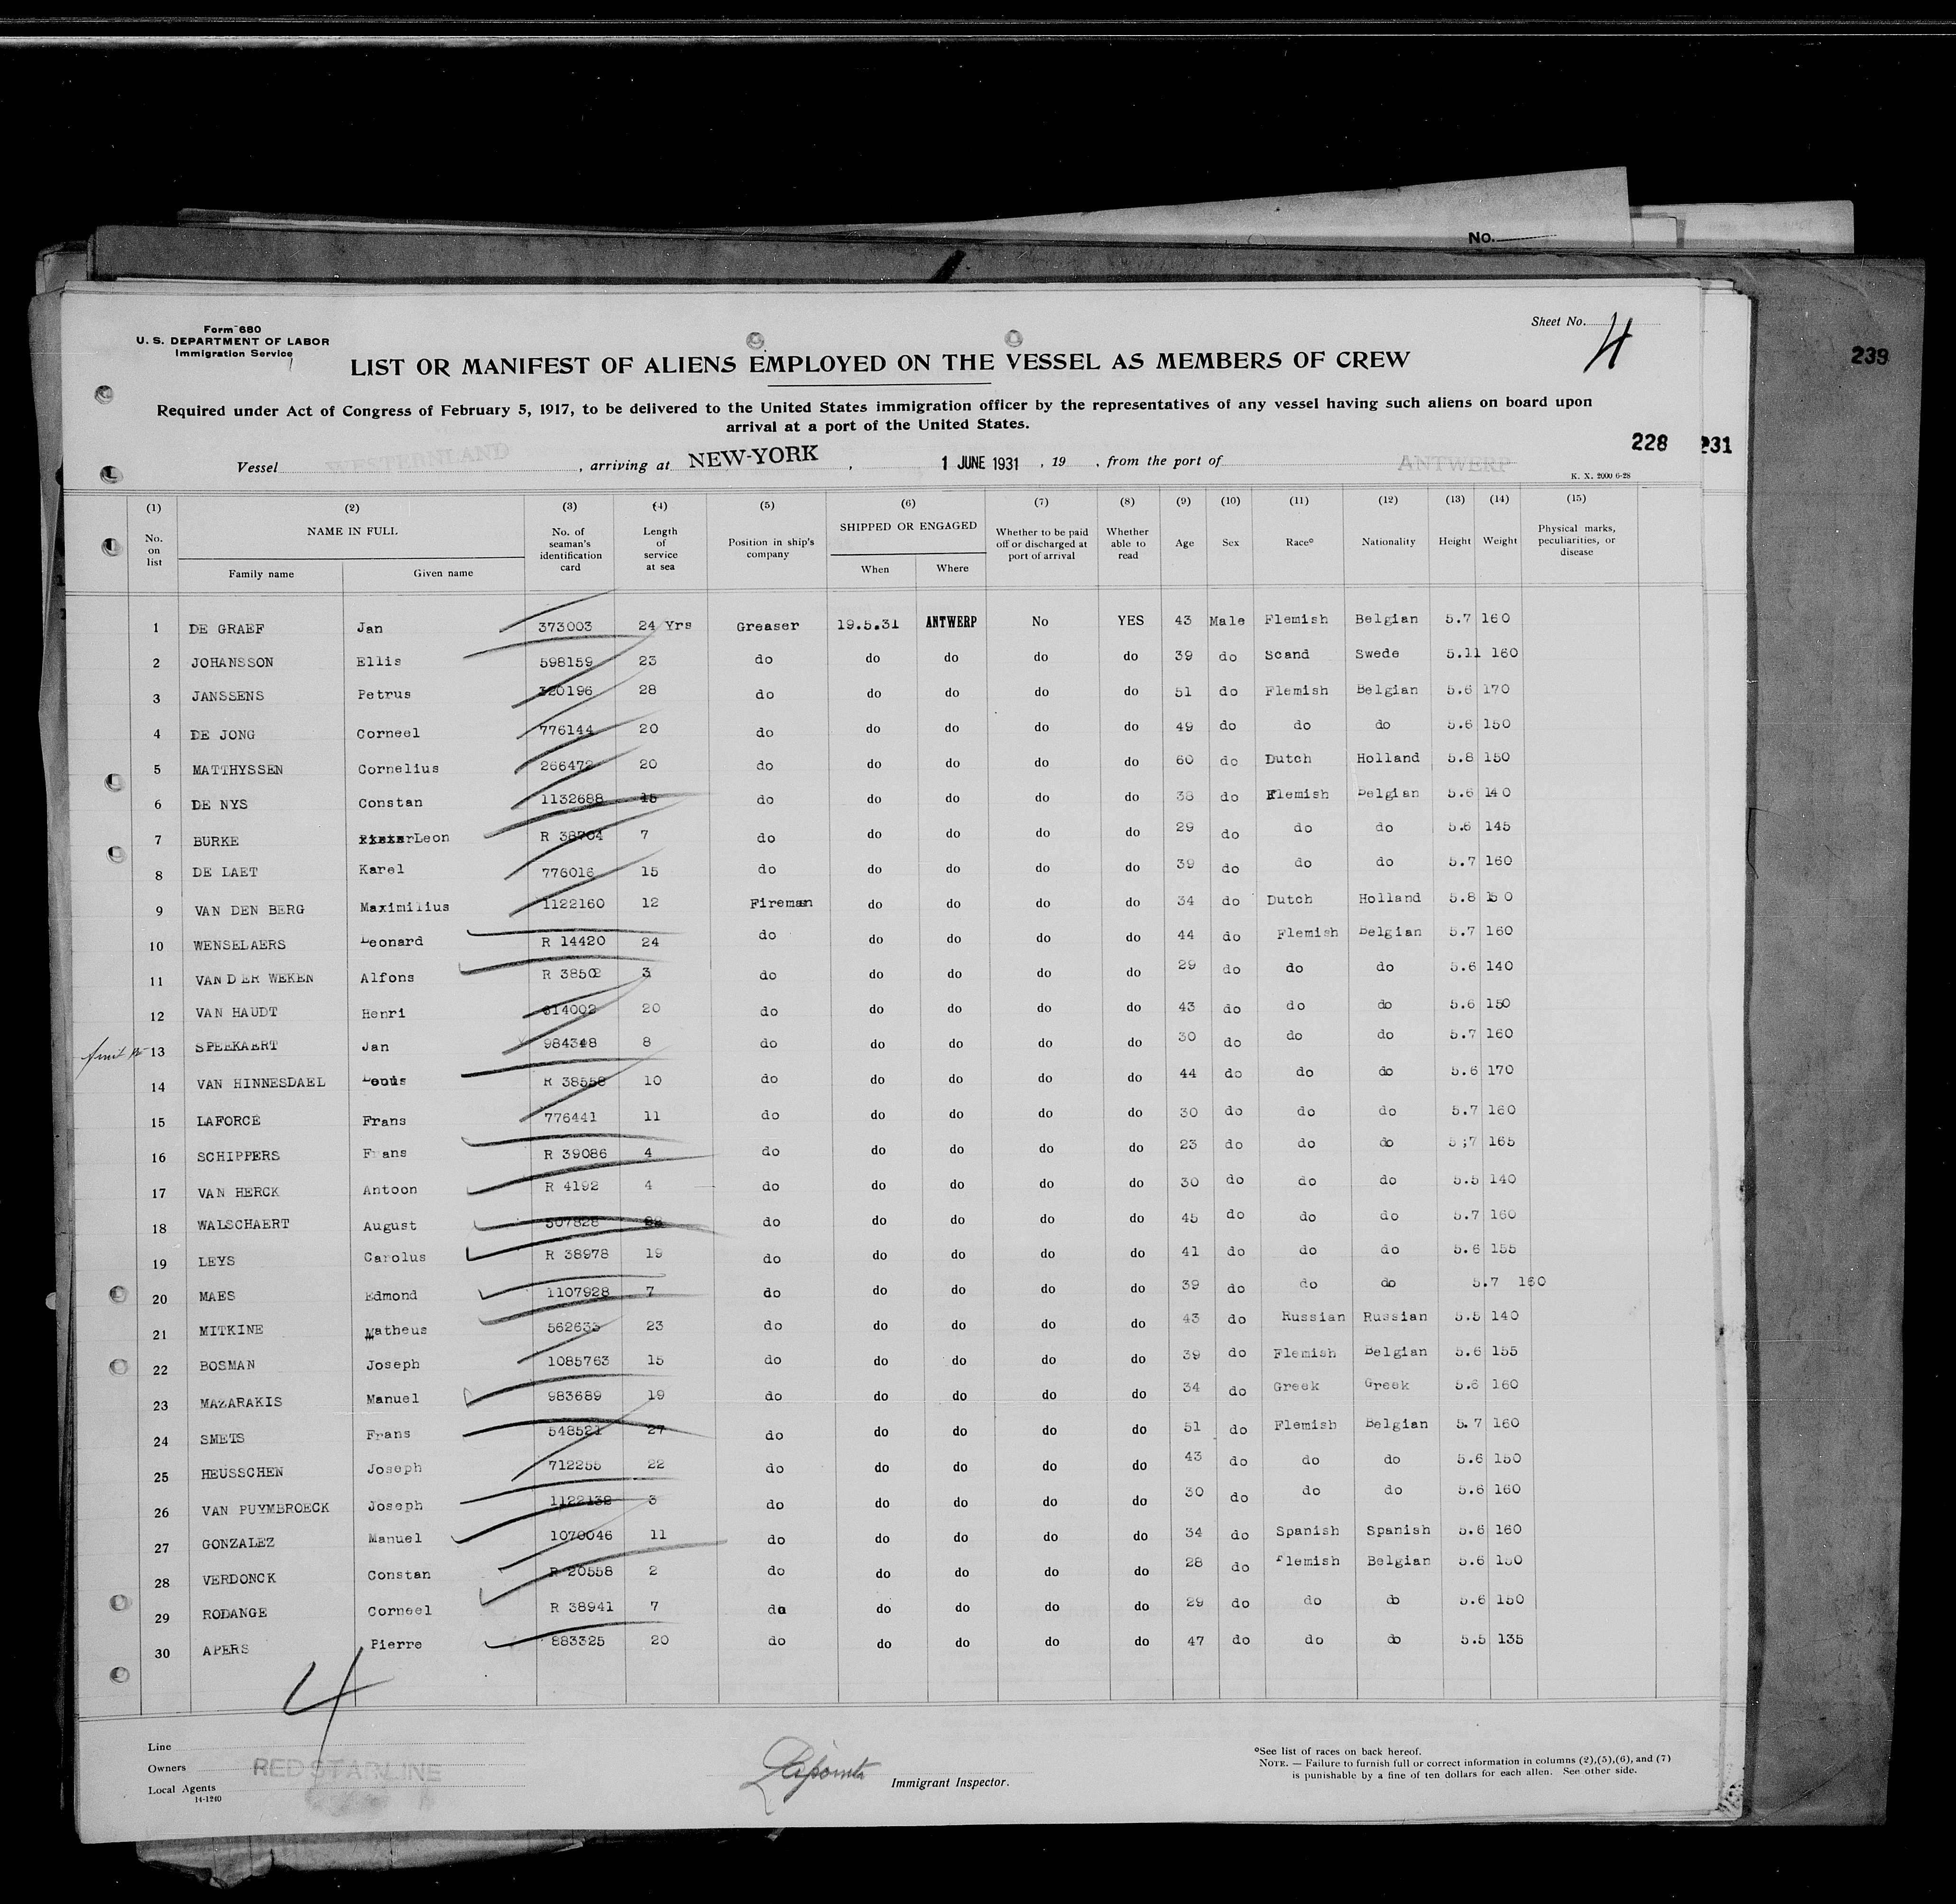 No.
239
Form 680
U. S. DEPARTMENT OF LABOR
Immigration Service
Sheet No. 4
LIST OR MANIFEST OF ALIENS EMPLOYED ON THE VESSEL AS MEMBERS OF CREW
Required under Act of Congress of February 5, 1917, to be delivered to the United States immigration officer by the representatives of any vessel having such aliens on board upon
arrival at a port of the United States.
228 231
Vessel WESTERNLAND, arriving at NEW-YORK, 1 JUNE 1931, 19 , from the port of ANTWERP
K. X. 2000 6-28
(1) (2) (3) (4) (5) (6) (7) (8) (9) (10) (11) (12) (13) (14) (15)
No. on list NAME IN FULL Family name Given name No. of seaman's identification card Length of service at sea Position in ship's company SHIPPED OR ENGAGED When Where Whether to be paid off or discharged at port of arrival Whether able to read Age Sex Race° Nationality Height Weight Physical marks, peculiarities, or disease
1 DE GRAEF Jan 373003 24 Yrs Greaser 19.5.31 ANTWERP No YES 43 Male Flemish Belgian 5.7 160
2 JOHANSSON Ellis 598159 23 do do do do do 39 do Scand Swede 5.11 160
3 JANSSENS Petrus 320196 28 do do do do do 51 do Flemish Belgian 5.6 170
4 DE JONG Corneel 776144 20 do do do do do 49 do do do 5.6 150
5 MATTHYSSEN Cornelius 266472 20 do do do do do 60 do Dutch Holland 5.8 150
6 DE NYS Constan 1132688 15 do do do do do 38 do Flemish Belgian 5.6 140
7 BURKE Leon R 38704 7 do do do do do 29 do do do 5.6 145
8 DE LAET Karel 776016 15 do do do do do 39 do do do 5.7 160
9 VAN DEN BERG Maximilius 1122160 12 Fireman do do do do 34 do Dutch Holland 5.8 150
10 WENSELAERS Leonard R 14420 24 do do do do do 44 do Flemish Belgian 5.7 160
11 VAN DER WEKEN Alfons R 3850 3 do do do do do 29 do do do 5.6 140
12 VAN HAUDT Henri 614002 20 do do do do do 43 do do do 5.6 150
13 SPEEKAERT Jan 984348 8 do do do do do 30 do do do 5.7 160
14 VAN HINNESDAEL Louis R 38558 10 do do do do do 44 do do do 5.6 170
15 LAFORCE Frans 776441 11 do do do do do 30 do do do 5.7 160
16 SCHIPPERS Frans R 39086 4 do do do do do 23 do do do 5;7 165
17 VAN HERCK Antoon R 4192 4 do do do do do 30 do do do 5.5 140
18 WALSCHAERT August 507828 do do do do do 45 do do do 5.7 160
19 LEYS Carolus R 38978 19 do do do do do 41 do do do 5.6 155
20 MAES Edmond 1107928 7 do do do do do 39 do do do 5.7 160
21 MITKINE Matheus 562633 23 do do do do do 43 do Russian Russian 5.5 140
22 BOSMAN Joseph 1085763 15 do do do do do 39 do Flemish Belgian 5.6 155
23 MAZARAKIS Manuel 983689 19 do do do do do 34 do Greek Greek 5.6 160
24 SMETS Frans 548521 27 do do do do do 51 do Flemish Belgian 5.7 160
25 HEUSSCHEN Joseph 712255 22 do do do do do 43 do do do 5.6 150
26 VAN PUYMBROECK Joseph 1122132 3 do do do do do 30 do do do 5.6 160
27 GONZALEZ Manuel 1070046 11 do do do do do 34 do Spanish Spanish 5.6 160
28 VERDONCK Constan R 20558 2 do do do do do 28 do Flemish Belgian 5.6 150
29 RODANGE Corneel R 38941 7 do do do do do 29 do do do 5.6 150
30 APERS Pierre 883325 20 do do do do do 47 do do do 5.5 135
4
Line
Owners RED STAR LINE
Local Agents
14-1240
Immigrant Inspector.
°See list of races on back hereof.
NOTE. — Failure to furnish full or correct information in columns (2),(5),(6), and (7)
is punishable by a fine of ten dollars for each alien. See other side.